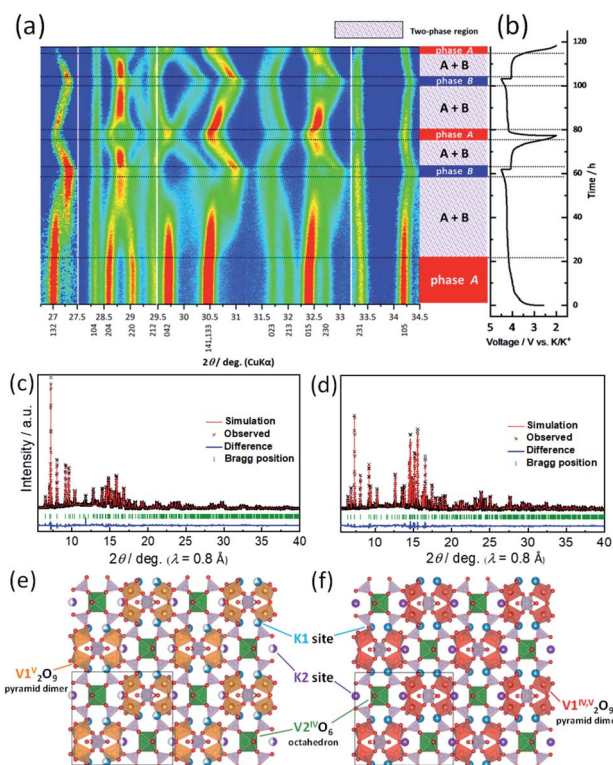 (a)
Two-phase region
(b)
phase A
A + B
phase B
A + B
phase A
A + B
phase B
A + B
phase A
120
100
80
60
40
20
0
Time / h
27 27.5 28 28.5 29 29.5 30 30.5 31 31.5 32 32.5 33 33.5 34 34.5
132 104 204 220 212 042 141,133 023 213 015 230 231 105
2θ/ deg. (CuKα)
5 4 3 2
Voltage / V vs. K/K⁺
(c)
Simulation
Observed
Difference
Bragg position
Intensity / a.u.
10 15 20 25 30 35 40
2θ/ deg. (λ = 0.8 Å)
(d)
Simulation
Observed
Difference
Bragg position
10 15 20 25 30 35 40
2θ/ deg. (λ = 0.8 Å)
(e)
(f)
K1 site
V1ⱽ₂O₉
pyramid dimer
K2 site
V2ᴵⱽO₆
octahedron
V1ᴵⱽ,ⱽ₂O₉
pyramid dime